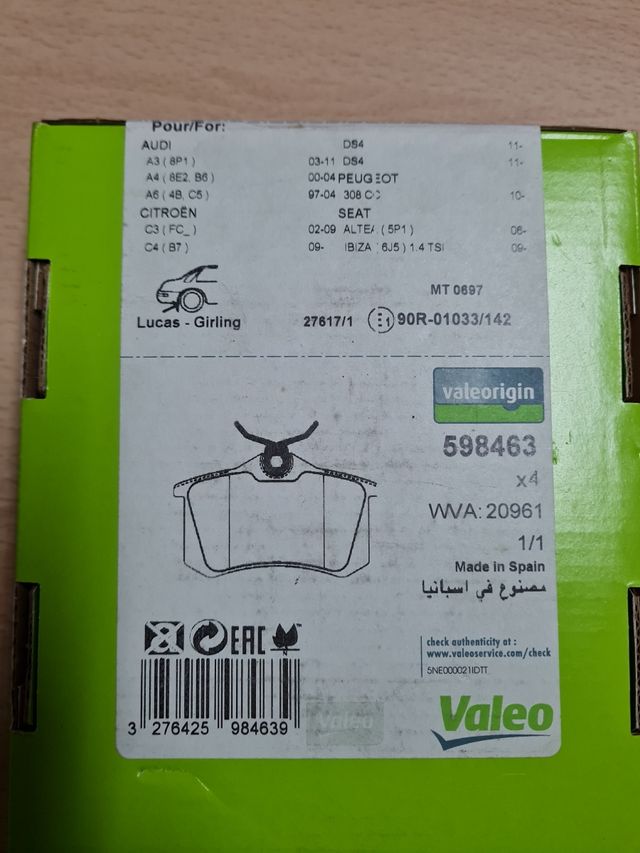 Pour/For:
AUDI
A3 ( 8P1 ) 03-11
A4 ( 8E2, B6 ) 00-04
A6 ( 4B, C5 ) 97-04
CITROËN
C3 ( FC_ ) 02-09
C4 ( B7 ) 09-
DS4 11-
DS4 11-
PEUGEOT
308 CC 10-
SEAT
ALTEA ( 5P1 ) 06-
IBIZA ( 6J5 ) 1.4 TSI 09-
MT 0697
Lucas - Girling
27617/1 E1 90R-01033/142
valeorigin
598463
x4
WVA: 20961
1/1
Made in Spain
مصنوع في اسبانيا
EAC
check authenticity at :
www.valeoservice.com/check
5NE000021IDTT
3 276425 984639
Valeo
Valeo